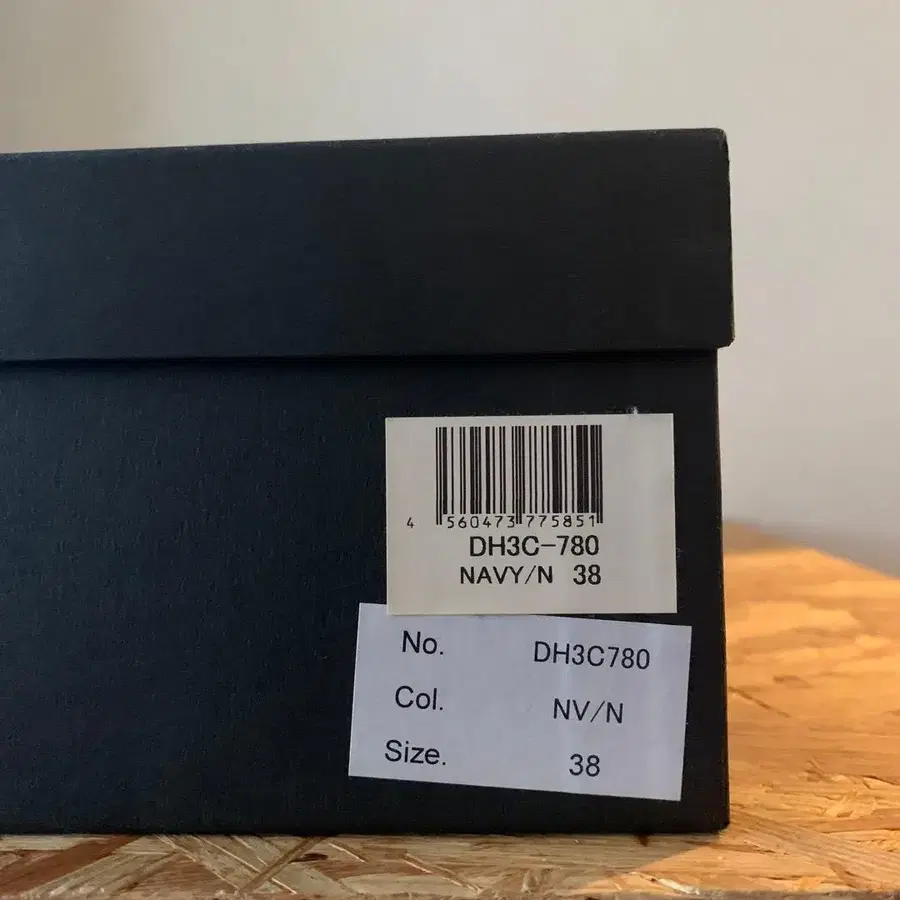 4 560473 775851
DH3C-780
NAVY/N 38
No. DH3C780
Col. NV/N
Size. 38